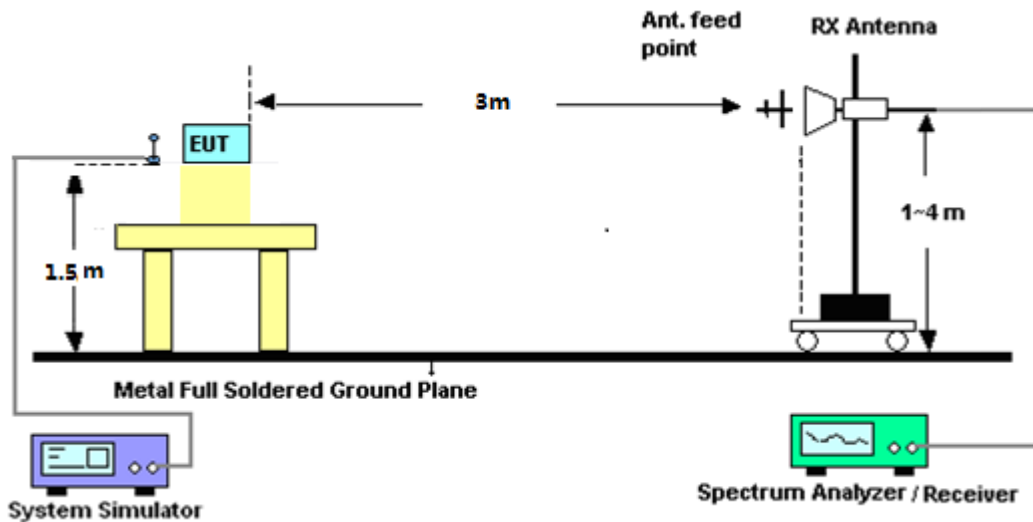 Ant. feed
point
RX Antenna
3m
EUT
1~4 m
1.5 m
Metal Full Soldered Ground Plane
System Simulator
Spectrum Analyzer / Receiver